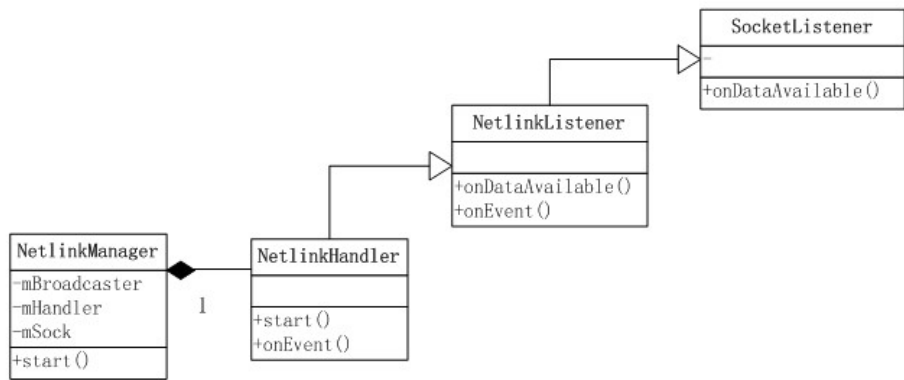 SocketListener
-
+onDataAvailable()
NetlinkListener
+onDataAvailable()
+onEvent()
NetlinkManager
-mBroadcaster
-mHandler
-mSock
+start()
1
NetlinkHandler
+start()
+onEvent()